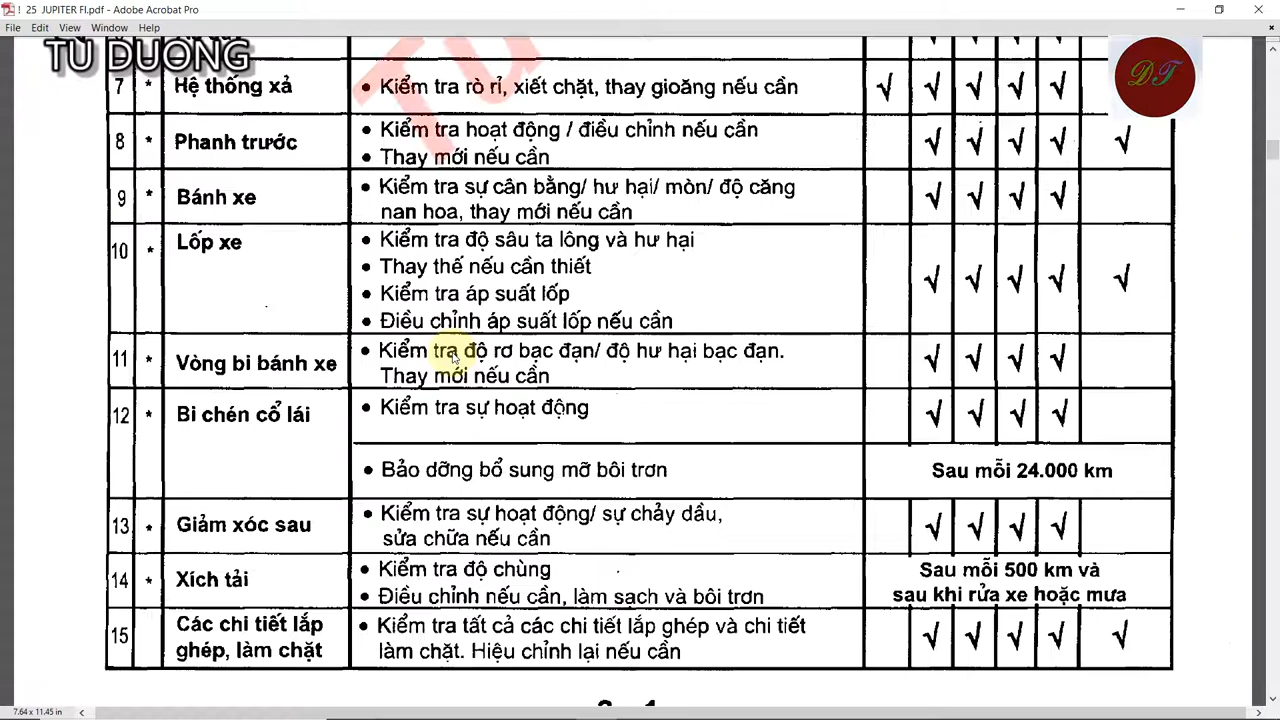 ! 25 JUPITER FI.pdf - Adobe Acrobat Pro
File Edit View Window Help
TÙ DUONG
Tu
DT
7 * Hệ thống xả • Kiểm tra rò rỉ, xiết chặt, thay gioăng nếu cần √ √ √ √ √
8 * Phanh trước • Kiểm tra hoạt động / điều chỉnh nếu cần √ √ √ √ √
• Thay mới nếu cần
9 * Bánh xe • Kiểm tra sự cân bằng/ hư hại/ mòn/ độ căng √ √ √ √
nan hoa, thay mới nếu cần
10 * Lốp xe • Kiểm tra độ sâu ta lông và hư hại
• Thay thế nếu cần thiết √ √ √ √ √
• Kiểm tra áp suất lốp
• Điều chỉnh áp suất lốp nếu cần
11 * Vòng bi bánh xe • Kiểm tra độ rơ bạc đạn/ độ hư hại bạc đạn. √ √ √ √
Thay mới nếu cần
12 * Bi chén cổ lái • Kiểm tra sự hoạt động √ √ √ √
• Bảo dỡng bổ sung mỡ bôi trơn Sau mỗi 24.000 km
13 * Giảm xóc sau • Kiểm tra sự hoạt động/ sự chảy dầu, √ √ √ √
sửa chữa nếu cần
14 * Xích tải • Kiểm tra độ chùng Sau mỗi 500 km và
• Điều chỉnh nếu cần, làm sạch và bôi trơn sau khi rửa xe hoặc mưa
15 Các chi tiết lắp • Kiểm tra tất cả các chi tiết lắp ghép và chi tiết √ √ √ √ √
ghép, làm chặt làm chặt. Hiệu chỉnh lại nếu cần
7.64 x 11.45 in